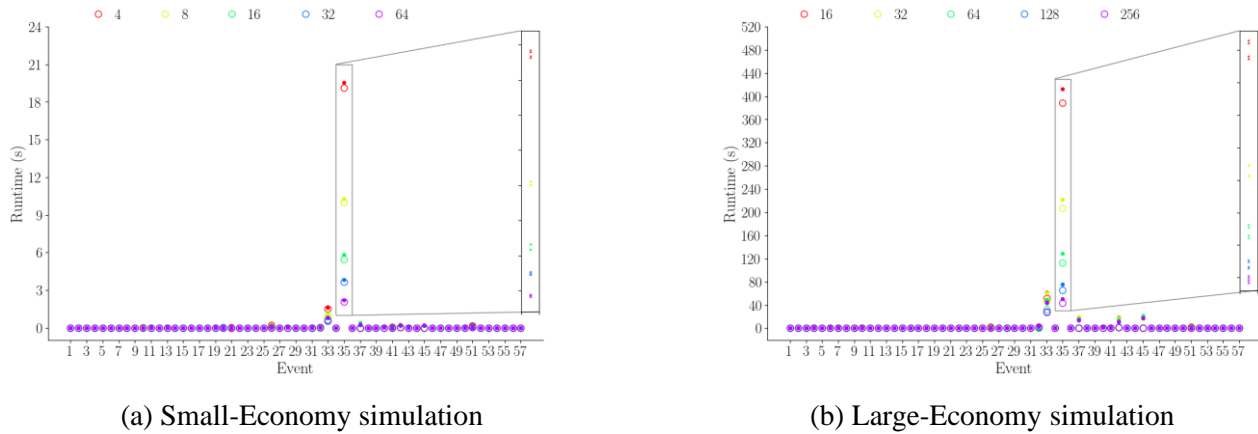 4 8 16 32 64
24
21
18
15
12
9
6
3
0
Runtime (s)
1 3 5 7 9 11 13 15 17 19 21 23 25 27 29 31 33 35 37 39 41 43 45 47 49 51 53 55 57
Event
(a) Small-Economy simulation
16 32 64 128 256
520
480
440
400
360
320
280
240
200
160
120
80
40
0
Runtime (s)
1 3 5 7 9 11 13 15 17 19 21 23 25 27 29 31 33 35 37 39 41 43 45 47 49 51 53 55 57
Event
(b) Large-Economy simulation